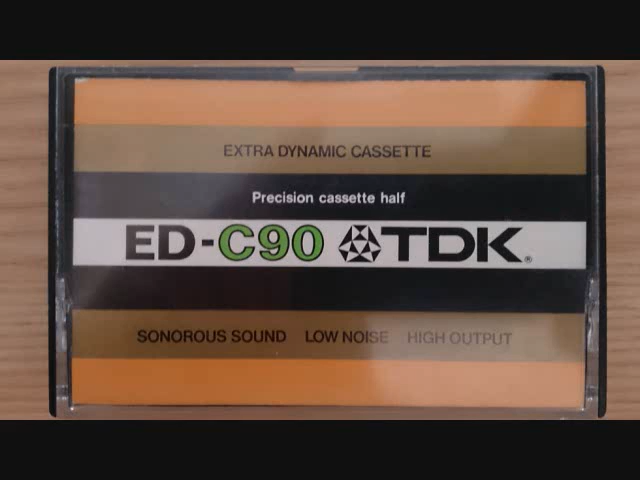 EXTRA DYNAMIC CASSETTE
Precision cassette half
ED-C90 TDK®
SONOROUS SOUND LOW NOISE HIGH OUTPUT